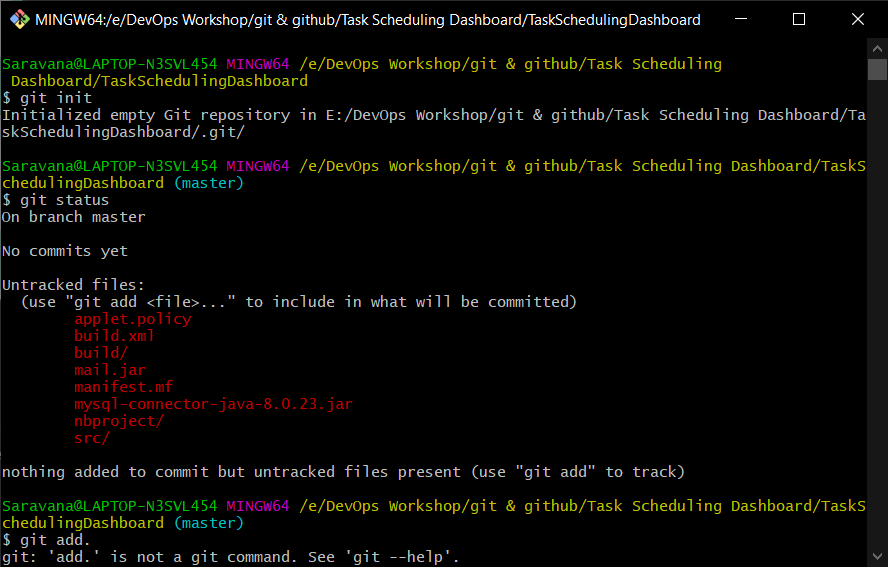 MINGW64:/e/DevOps Workshop/git & github/Task Scheduling Dashboard/TaskSchedulingDashboard
Saravana@LAPTOP-N3SVL454 MINGW64 /e/DevOps Workshop/git & github/Task Scheduling
 Dashboard/TaskSchedulingDashboard
$ git init
Initialized empty Git repository in E:/DevOps Workshop/git & github/Task Scheduling Dashboard/Ta
skSchedulingDashboard/.git/
Saravana@LAPTOP-N3SVL454 MINGW64 /e/DevOps Workshop/git & github/Task Scheduling Dashboard/TaskS
chedulingDashboard (master)
$ git status
On branch master
No commits yet
Untracked files:
  (use "git add <file>..." to include in what will be committed)
        applet.policy
        build.xml
        build/
        mail.jar
        manifest.mf
        mysql-connector-java-8.0.23.jar
        nbproject/
        src/
nothing added to commit but untracked files present (use "git add" to track)
Saravana@LAPTOP-N3SVL454 MINGW64 /e/DevOps Workshop/git & github/Task Scheduling Dashboard/TaskS
chedulingDashboard (master)
$ git add.
git: 'add.' is not a git command. See 'git --help'.